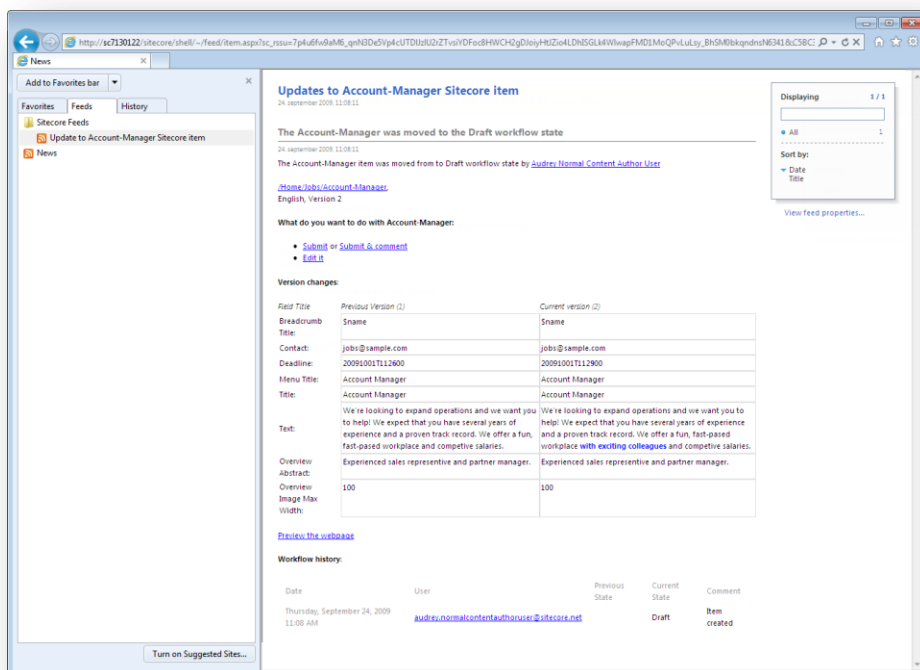 News
Add to Favorites bar
Favorites Feeds History
Sitecore Feeds
Update to Account-Manager Sitecore item
News
Turn on Suggested Sites...
Updates to Account-Manager Sitecore item
24. september 2009, 11:08:11
The Account-Manager was moved to the Draft workflow state
24. september 2009, 11:08:11
The Account-Manager item was moved from to Draft workflow state by Audrey Normal Content Author User
/Home/Jobs/Account-Manager,
English, Version 2
What do you want to do with Account-Manager:
Submit or Submit & comment
Edit it
Version changes:
Field Title Previous Version (1) Current version (2)
Breadcrumb Sname Sname
Title:
Contact: jobs@sample.com jobs@sample.com
Deadline: 20091001T112600 20091001T112900
Menu Title: Account Manager Account Manager
Title: Account Manager Account Manager
We're looking to expand operations and we want you We're looking to expand operations and we want you to
Text: to help! We expect that you have several years of help! We expect that you have several years of experience
experience and a proven track record. We offer a fun, and a proven track record. We offer a fun, fast-pased
fast-pased workplace and competive salaries. workplace with exciting colleagues and competive salaries.
Overview Experienced sales representive and partner manager. Experienced sales representive and partner manager.
Abstract:
Overview 100 100
Image Max
Width:
Preview the webpage
Workflow history:
Date User Previous State Current State Comment
Thursday, September 24, 2009 11:08 AM audrey.normalcontentauthoruser@sitecore.net Draft Item created
Displaying 1 / 1
All 1
Sort by:
Date
Title
View feed properties...